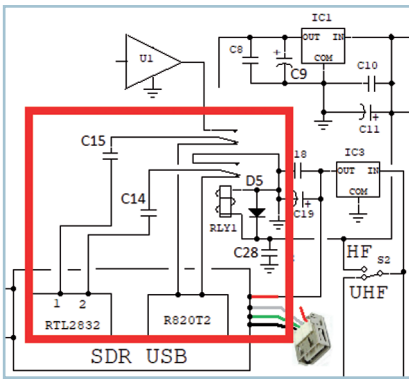 IC1
U1
OUT IN
COM
C8
C9
C10
C11
C15
18
IC3
OUT IN
COM
C14
D5
C19
RLY1
C28
HF
S2
UHF
1 2
RTL2832
R820T2
SDR USB